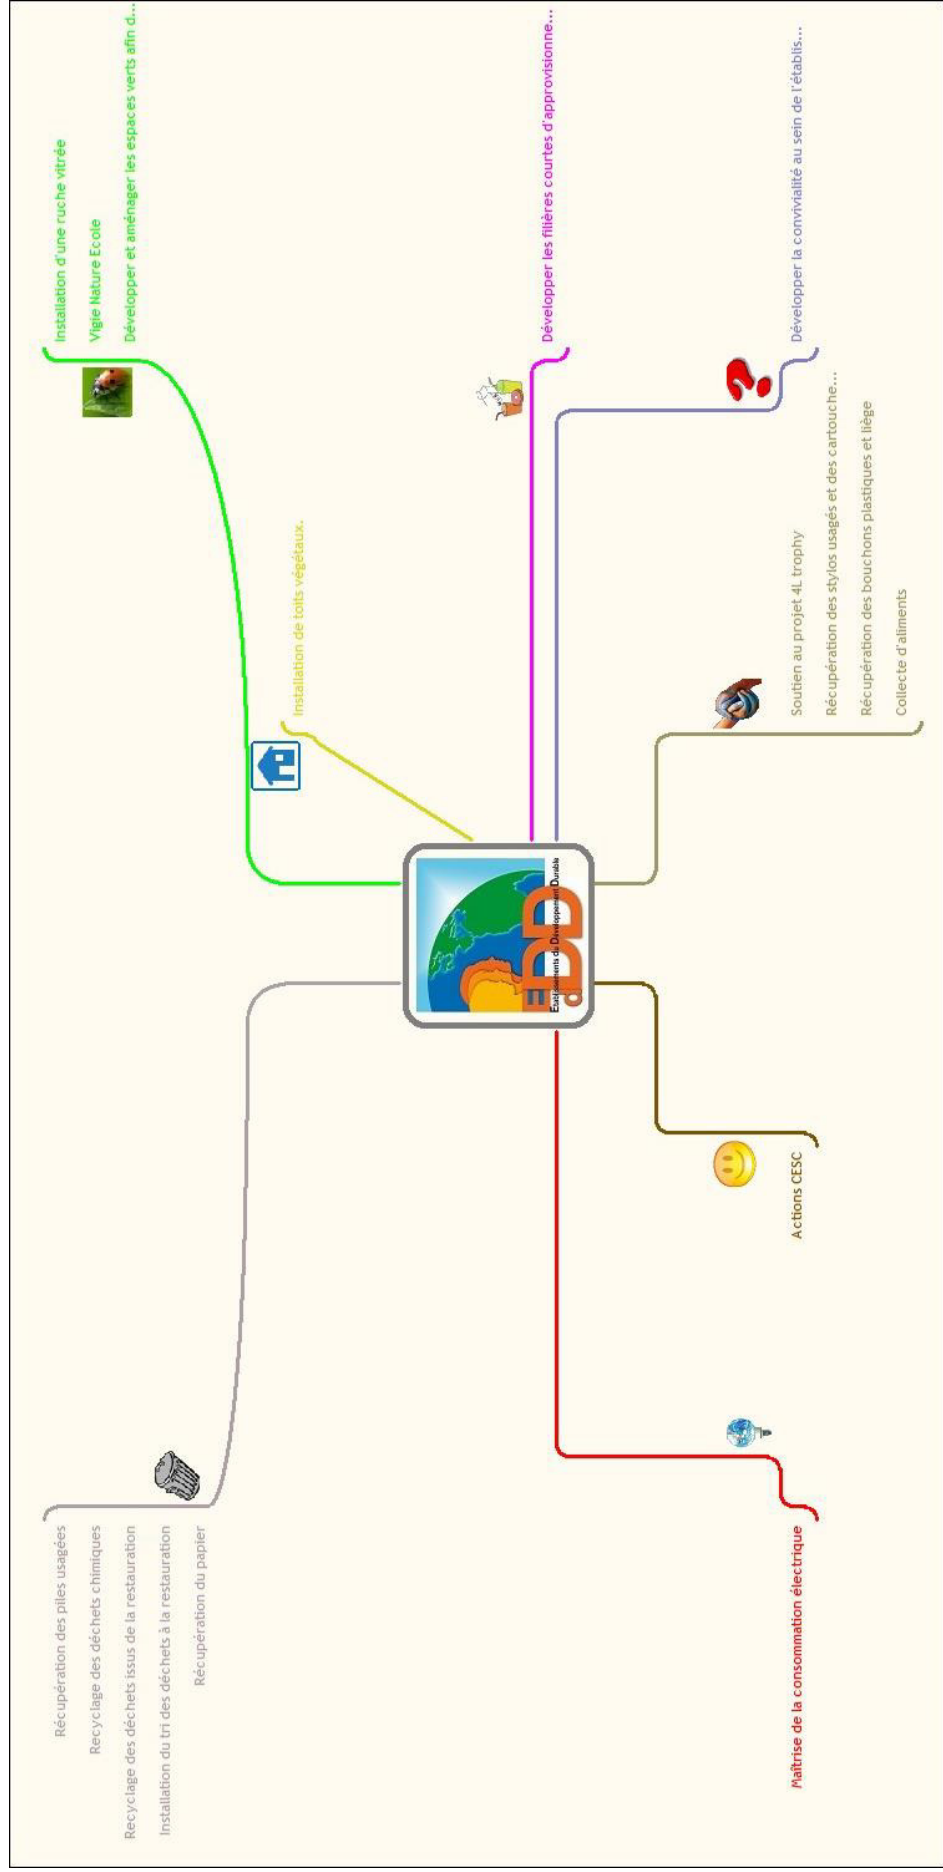 Récupération des piles usagées
Recyclage des déchets chimiques
Recyclage des déchets issus de la restauration
Installation du tri des déchets à la restauration
Récupération du papier
Installation d'une ruche vitrée
Vigie Nature Ecole
Développer et aménager les espaces verts afin d...
Installation de toits végétaux.
EDD
Etablissements du Développement Durable
Développer les filières courtes d'approvisionne...
Développer la convivialité au sein de l'établis...
Maîtrise de la consommation électrique
Actions CESC
Soutien au projet 4L trophy
Récupération des stylos usagés et des cartouche...
Récupération des bouchons plastiques et liège
Collecte d'aliments